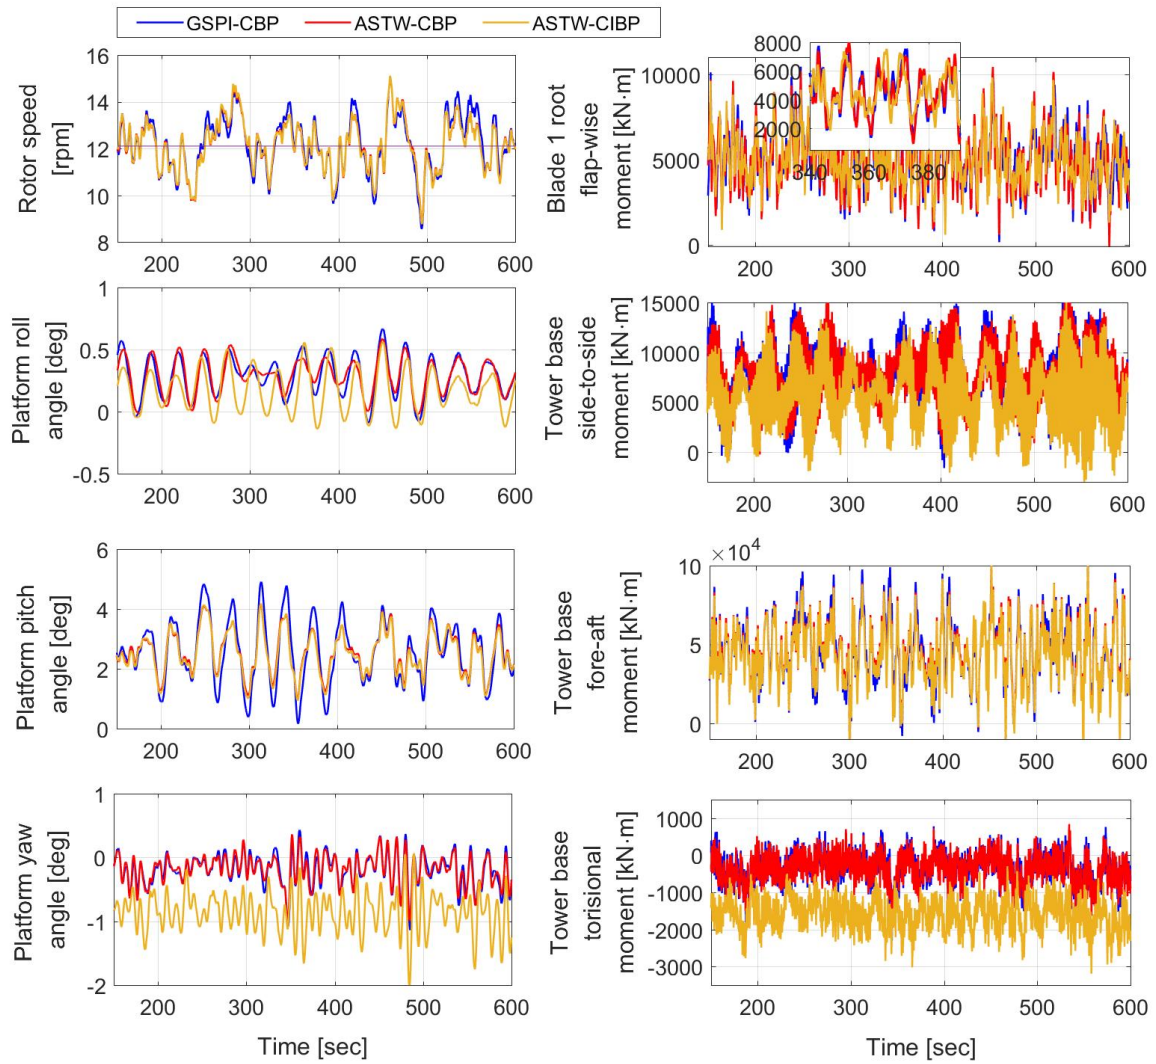 GSPI-CBP ASTW-CBP ASTW-CIBP
Rotor speed
[rpm]
16
14
12
10
8
200 300 400 500 600
Blade 1 root
flap-wise
moment [kN·m]
10000
5000
0
8000
6000
4000
2000
340 360 380
200 300 400 500 600
Platform roll
angle [deg]
1
0.5
0
-0.5
200 300 400 500 600
Tower base
side-to-side
moment [kN·m]
15000
10000
5000
0
200 300 400 500 600
Platform pitch
angle [deg]
6
4
2
0
200 300 400 500 600
Tower base
fore-aft
moment [kN·m]
×10⁴
10
5
0
200 300 400 500 600
Platform yaw
angle [deg]
1
0
-1
-2
200 300 400 500 600
Time [sec]
Tower base
torisional
moment [kN·m]
1000
0
-1000
-2000
-3000
200 300 400 500 600
Time [sec]